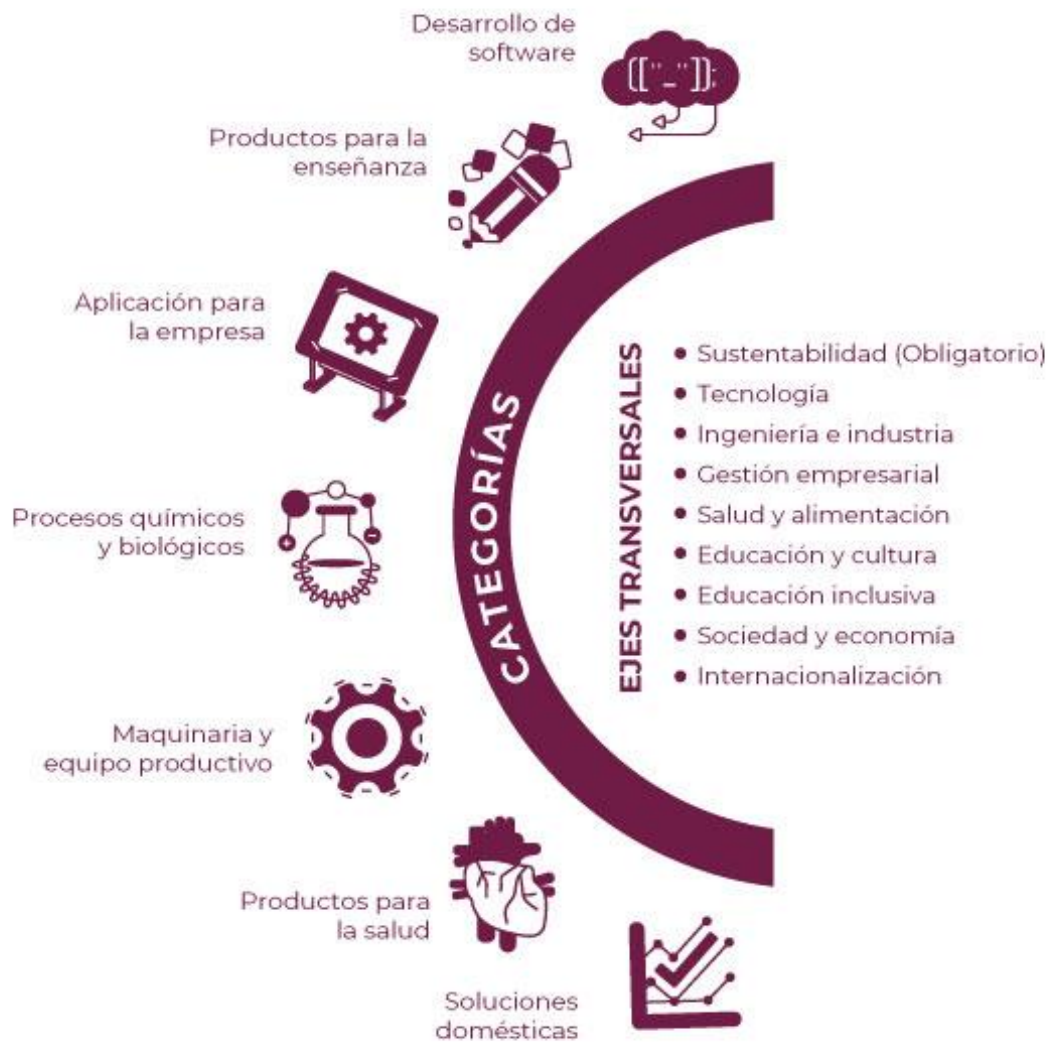 Desarrollo de
software
([["_"]]);
Productos para la
enseñanza
Aplicación para
la empresa
Procesos químicos
y biológicos
Maquinaria y
equipo productivo
Productos para
la salud
Soluciones
domésticas
CATEGORÍAS
EJES TRANSVERSALES
• Sustentabilidad (Obligatorio)
• Tecnología
• Ingeniería e industria
• Gestión empresarial
• Salud y alimentación
• Educación y cultura
• Educación inclusiva
• Sociedad y economía
• Internacionalización